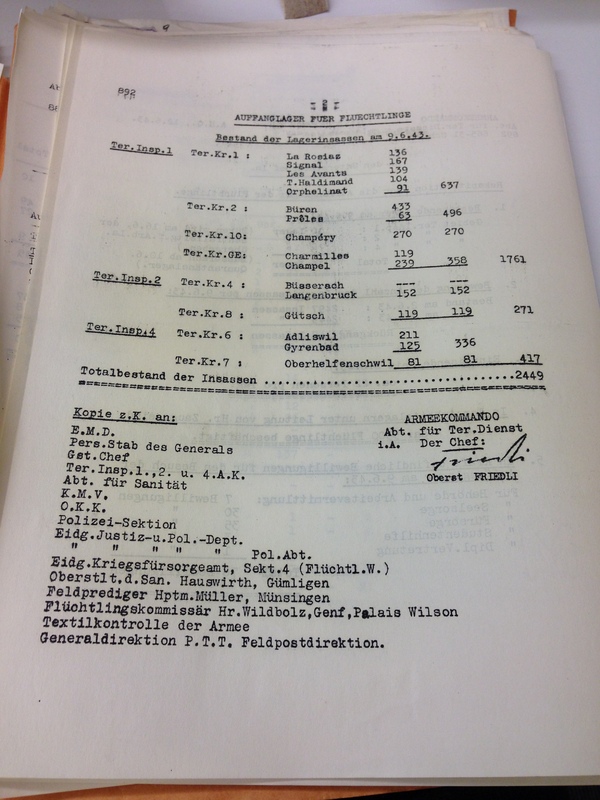 892
- 2 -
AUFFANGLAGER FUER FLUECHTLINGE
Bestand der Lagerinsassen am 9.6.43.
Ter.Insp.1 Ter.Kr.1 : La Rosiaz 136
Signal 167
Les Avants 139
T.Haldimand 104
Orphelinat 91 637
Ter.Kr.2 : Büren 433
Prêles 63 496
Ter.Kr.10: Champéry 270 270
Ter.Kr.GE: Charmilles 119
Champel 239 358 1761
Ter.Insp.2 Ter.Kr.4 : Büsserach --- ---
Langenbruck 152 152
Ter.Kr.8 : Gütsch 119 119 271
Ter.Insp.4 Ter.Kr.6 : Adliswil 211
Gyrenbad 125 336
Ter.Kr.7 : Oberhelfenschwil 81 81 417
Totalbestand der Insassen ...................................2449
Kopie z.K. an:
E.M.D.
Pers.Stab des Generals
Gst.Chef
Ter.Insp.1.,2. u. 4.A.K.
Abt. für Sanität
K.M.V.
O.K.K.
Polizei-Sektion
Eidg.Justiz-u.Pol.-Dept.
" " " " " Pol.Abt.
Eidg.Kriegsfürsorgeamt, Sekt.4 (Flüchtl.W.)
Oberstlt.d.San. Hauswirth, Gümligen
Feldprediger Hptm.Müller, Münsingen
Flüchtlingskommissär Hr.Wildbolz,Genf,Palais Wilson
Textilkontrolle der Armee
Generaldirektion P.T.T. Feldpostdirektion.
ARMEEKOMMANDO
Abt. für Ter.Dienst
i.A. Der Chef:
Friedli
Oberst FRIEDLI